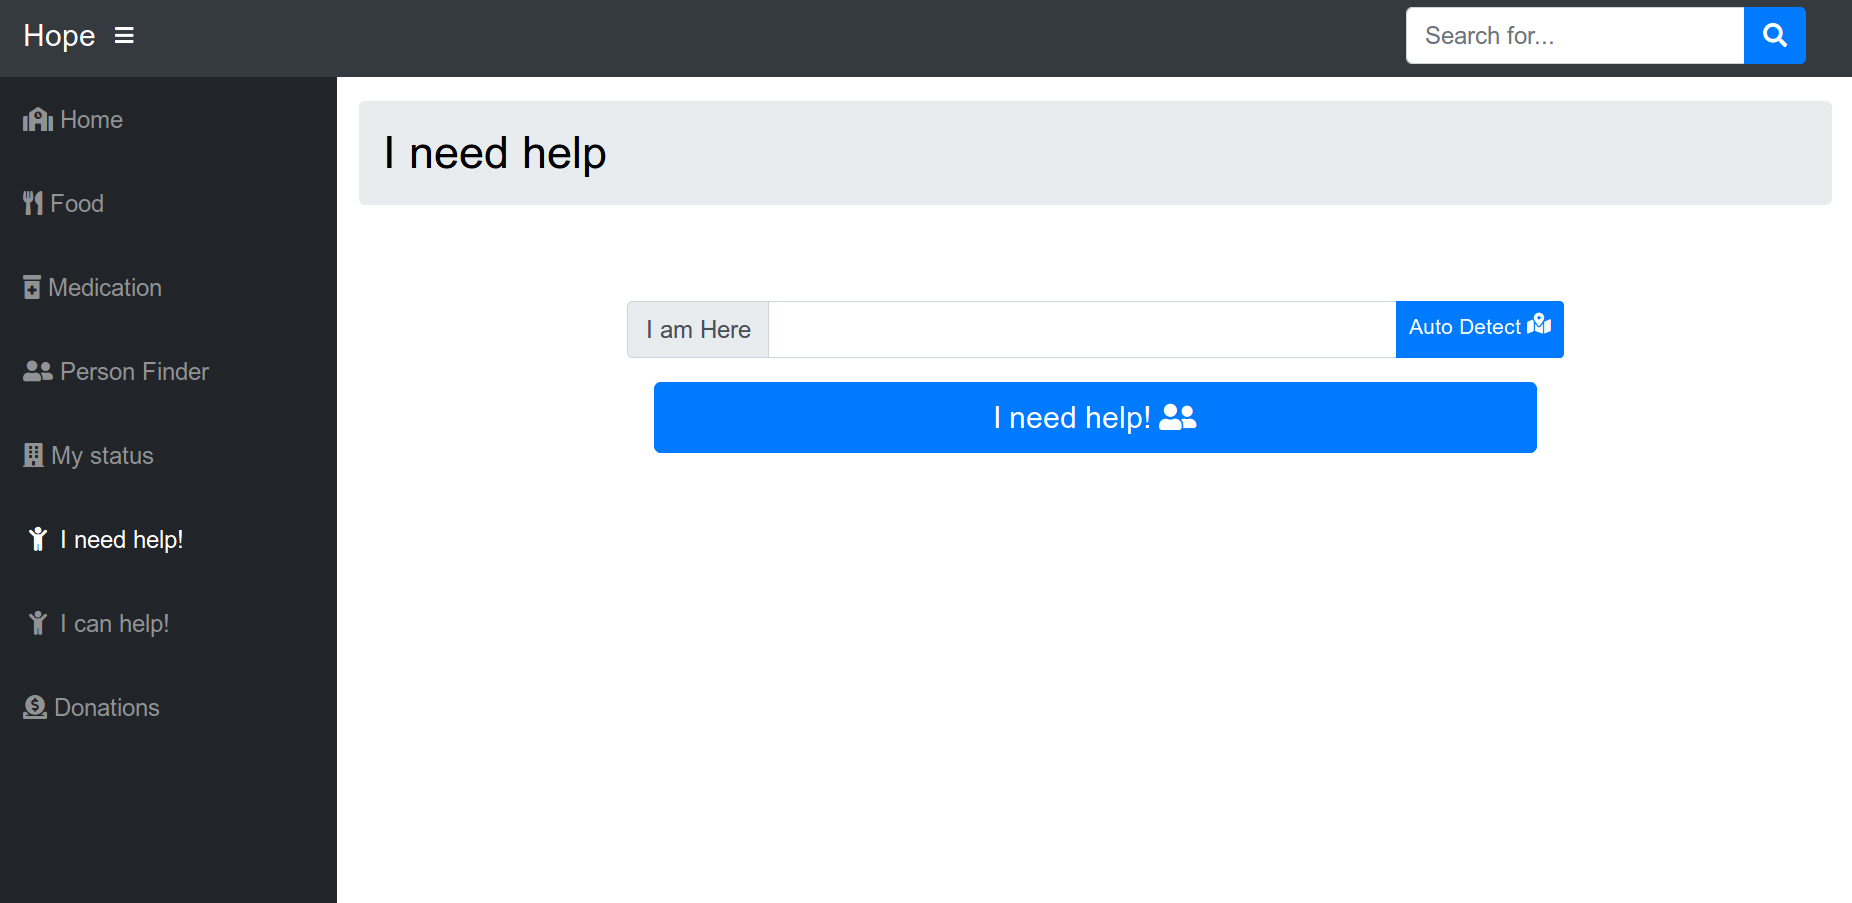 Hope
Search for...
Home
Food
Medication
Person Finder
My status
I need help!
I can help!
Donations
I need help
I am Here
Auto Detect
I need help!